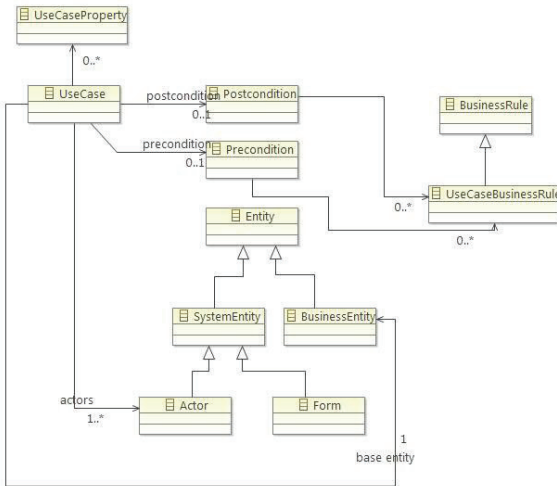 UseCaseProperty
0..*
UseCase
postcondition
0..1
Postcondition
BusinessRule
precondition
0..1
Precondition
UseCaseBusinessRule
0..*
0..*
Entity
SystemEntity
BusinessEntity
actors
1..*
Actor
Form
1
base entity